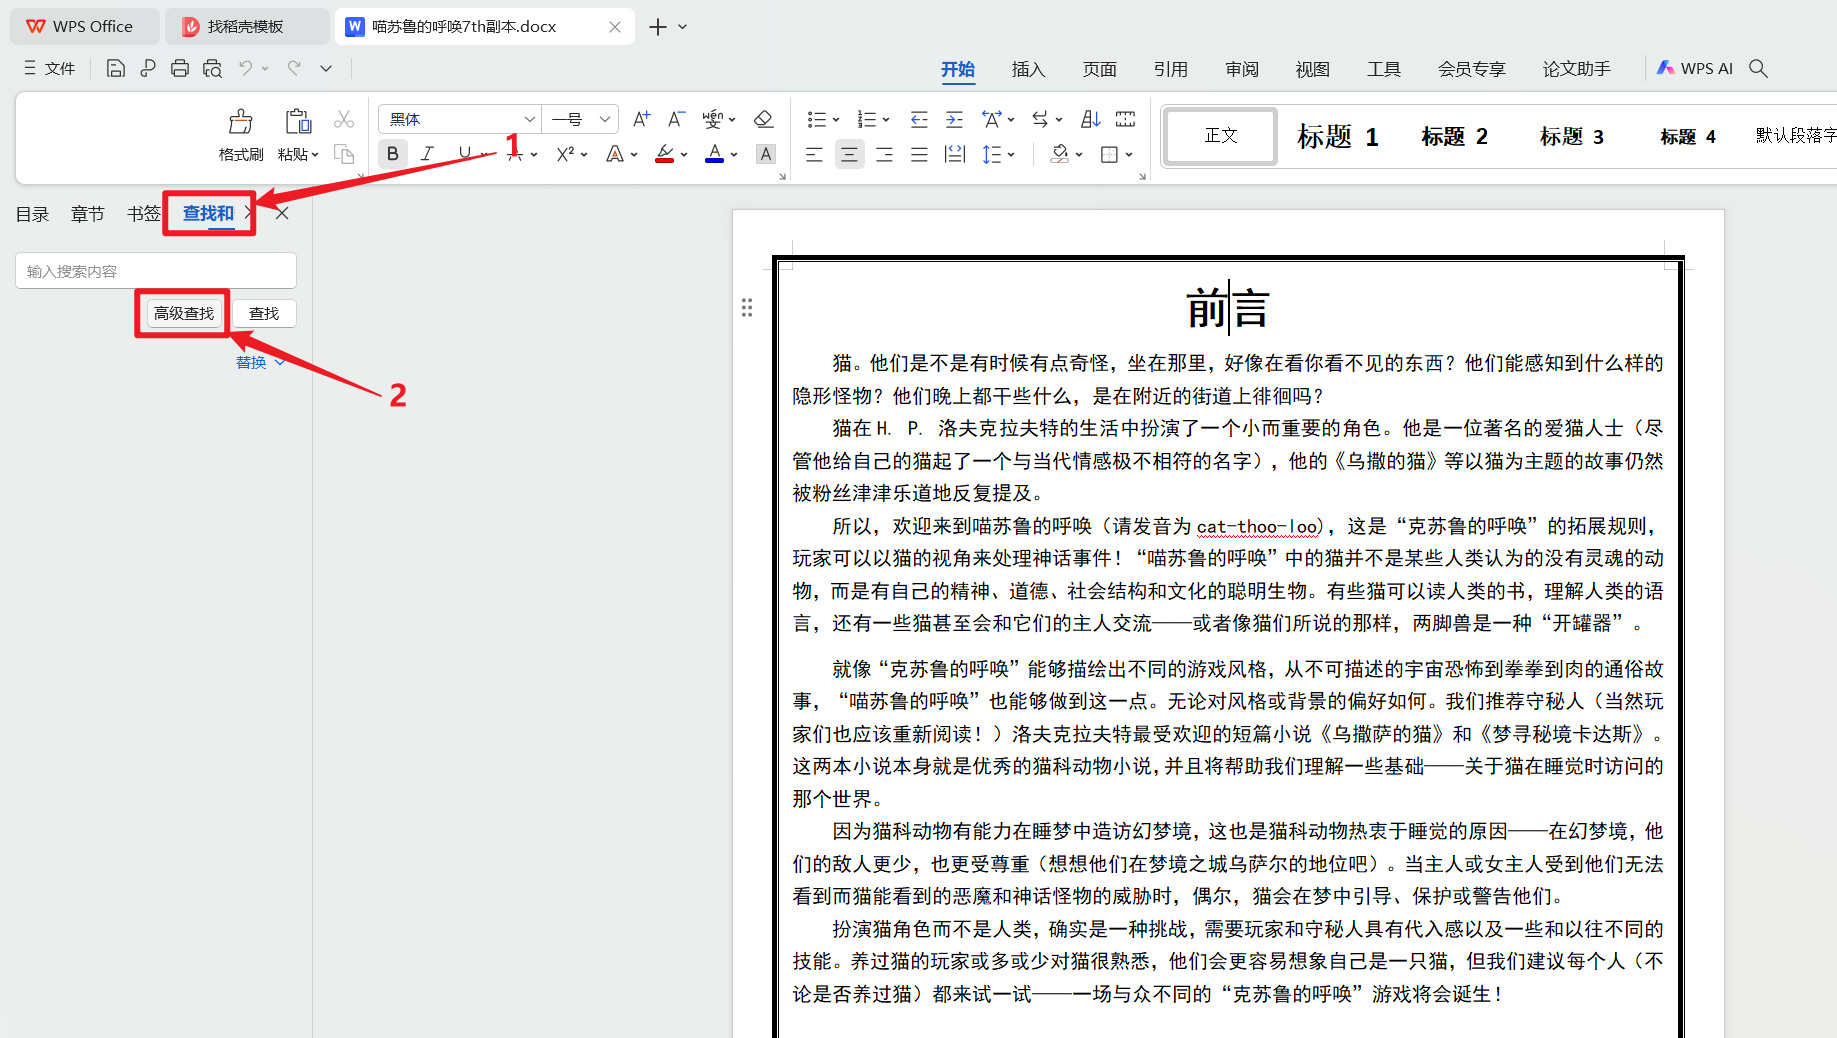 WPS Office
找稻壳模板
喵苏鲁的呼唤7th副本.docx
文件
开始 插入 页面 引用 审阅 视图 工具 会员专享 论文助手 WPS AI
格式刷 粘贴
黑体 一号
正文 标题 1 标题 2 标题 3 标题 4 默认段落字
目录 章节 书签 查找和
1
输入搜索内容
高级查找 查找
替换
2
前言
猫。他们是不是有时候有点奇怪，坐在那里，好像在看你看不见的东西？他们能感知到什么样的
隐形怪物？他们晚上都干些什么，是在附近的街道上徘徊吗？
猫在H. P. 洛夫克拉夫特的生活中扮演了一个小而重要的角色。他是一位著名的爱猫人士（尽
管他给自己的猫起了一个与当代情感极不相符的名字），他的《乌撒的猫》等以猫为主题的故事仍然
被粉丝津津乐道地反复提及。
所以，欢迎来到喵苏鲁的呼唤（请发音为cat-thoo-loo），这是“克苏鲁的呼唤”的拓展规则，
玩家可以以猫的视角来处理神话事件！“喵苏鲁的呼唤”中的猫并不是某些人类认为的没有灵魂的动
物，而是有自己的精神、道德、社会结构和文化的聪明生物。有些猫可以读人类的书，理解人类的语
言，还有一些猫甚至会和它们的主人交流——或者像猫们所说的那样，两脚兽是一种“开罐器”。
就像“克苏鲁的呼唤”能够描绘出不同的游戏风格，从不可描述的宇宙恐怖到拳拳到肉的通俗故
事，“喵苏鲁的呼唤”也能够做到这一点。无论对风格或背景的偏好如何。我们推荐守秘人（当然玩
家们也应该重新阅读！）洛夫克拉夫特最受欢迎的短篇小说《乌撒萨的猫》和《梦寻秘境卡达斯》。
这两本小说本身就是优秀的猫科动物小说，并且将帮助我们理解一些基础——关于猫在睡觉时访问的
那个世界。
因为猫科动物有能力在睡梦中造访幻梦境，这也是猫科动物热衷于睡觉的原因——在幻梦境，他
们的敌人更少，也更受尊重（想想他们在梦境之城乌萨尔的地位吧）。当主人或女主人受到他们无法
看到而猫能看到的恶魔和神话怪物的威胁时，偶尔，猫会在梦中引导、保护或警告他们。
扮演猫角色而不是人类，确实是一种挑战，需要玩家和守秘人具有代入感以及一些和以往不同的
技能。养过猫的玩家或多或少对猫很熟悉，他们会更容易想象自己是一只猫，但我们建议每个人（不
论是否养过猫）都来试一试——一场与众不同的“克苏鲁的呼唤”游戏将会诞生！